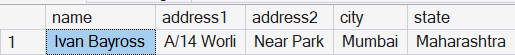 name address1 address2 city state
1 Ivan Bayross A/14 Worli Near Park Mumbai Maharashtra